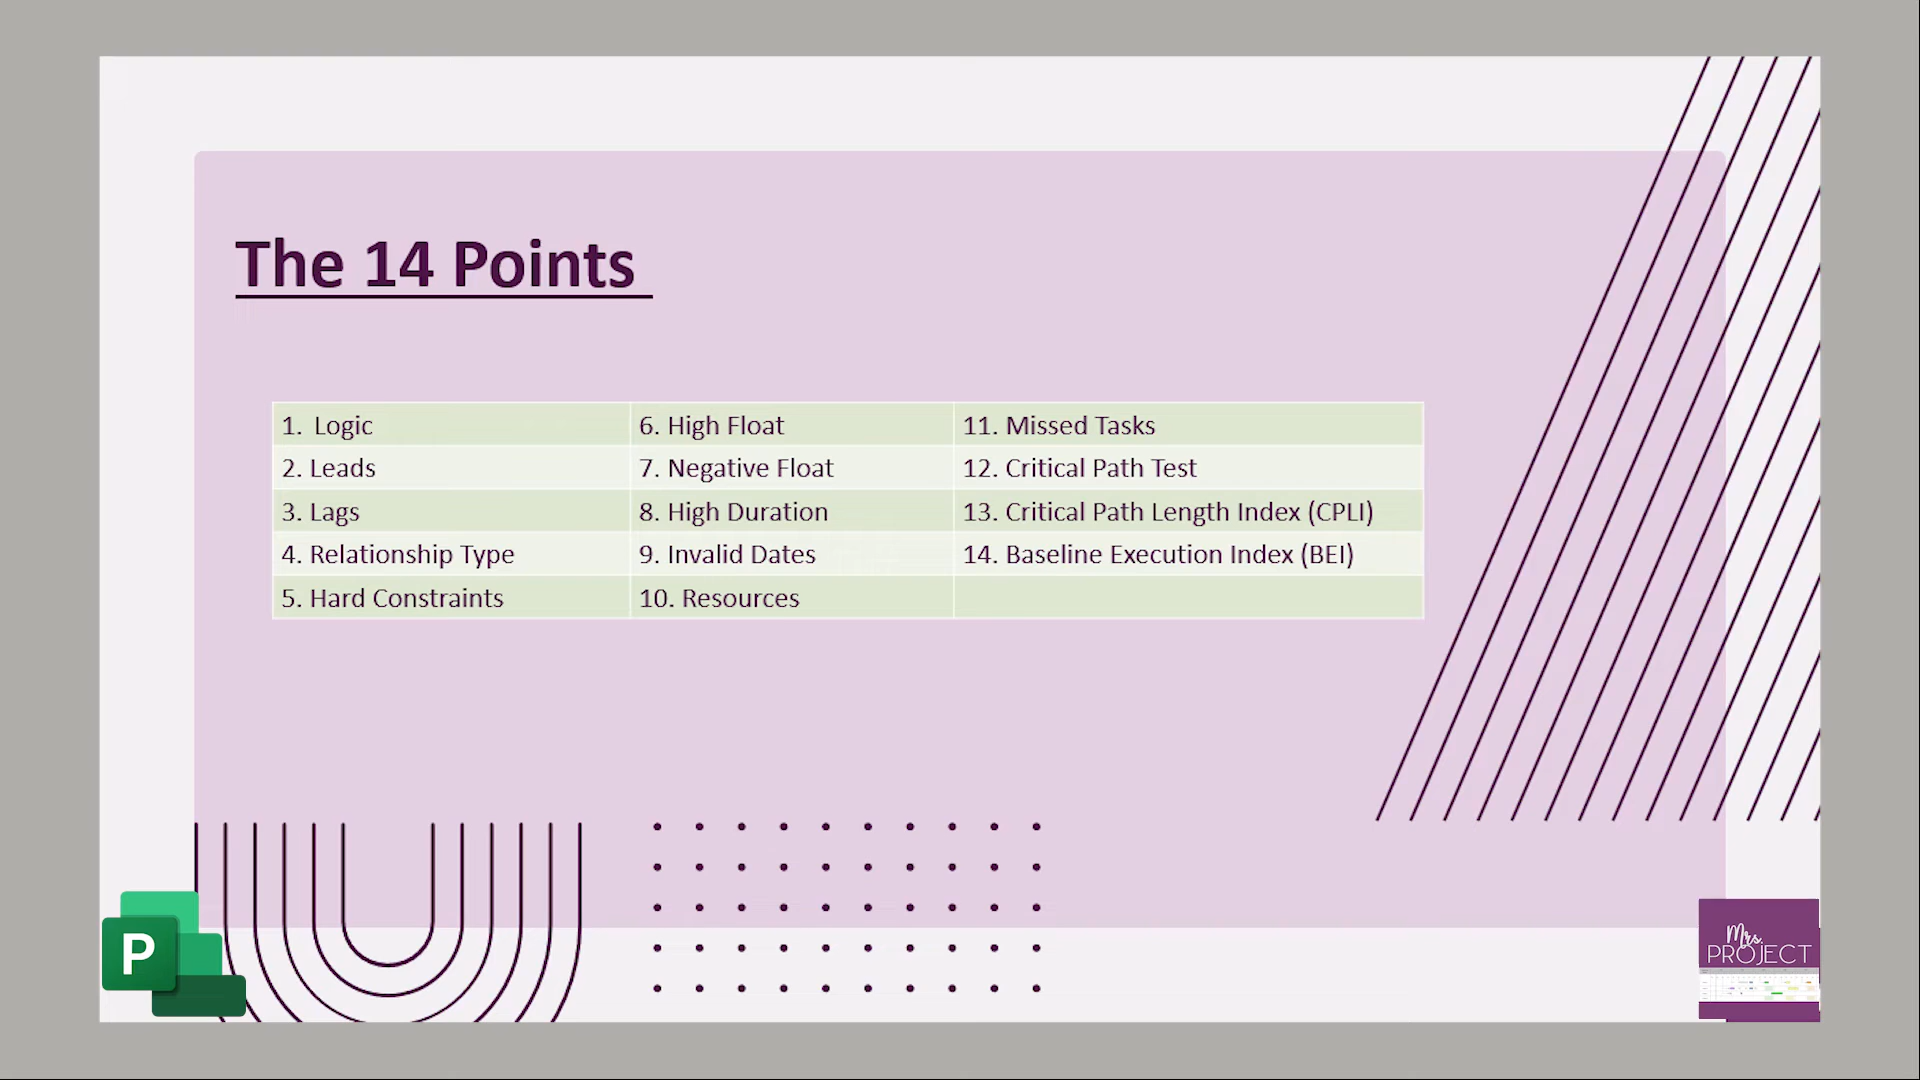 The 14 Points
1. Logic
2. Leads
3. Lags
4. Relationship Type
5. Hard Constraints
6. High Float
7. Negative Float
8. High Duration
9. Invalid Dates
10. Resources
11. Missed Tasks
12. Critical Path Test
13. Critical Path Length Index (CPLI)
14. Baseline Execution Index (BEI)
P
Mrs.
PROJECT